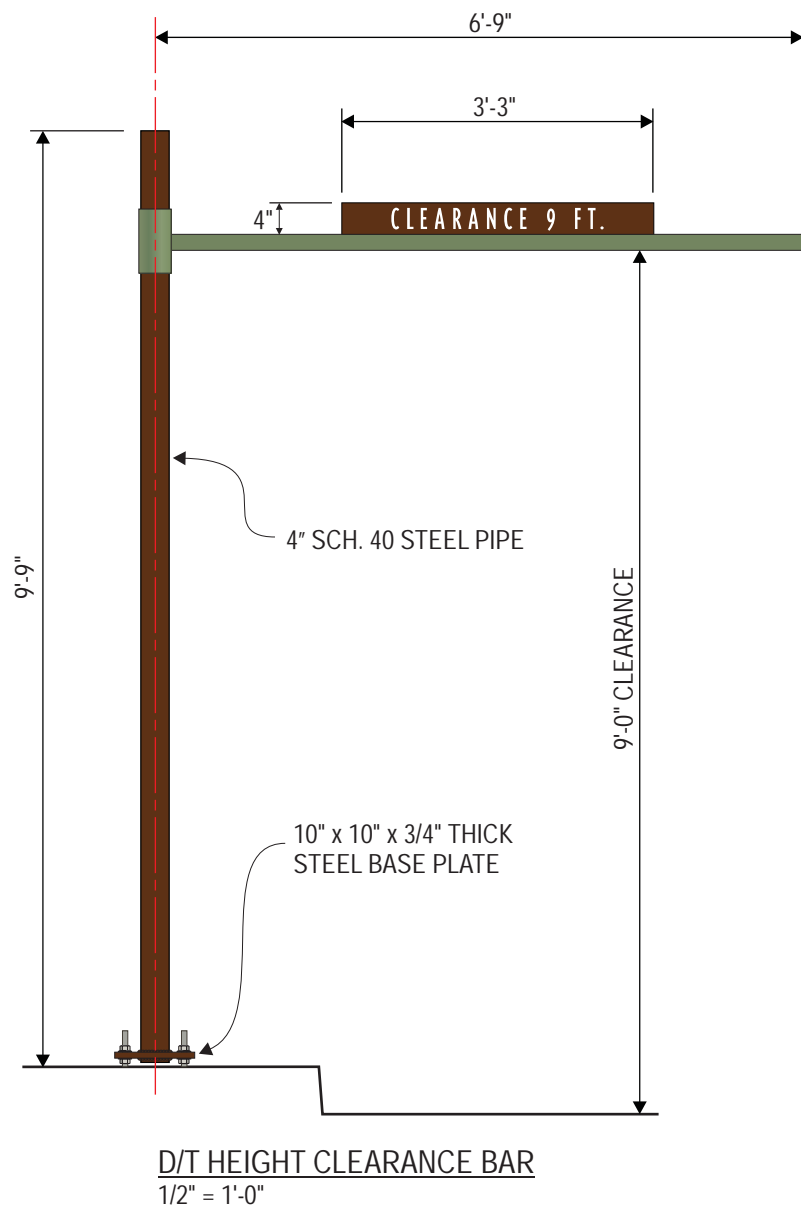 6'-9"
3'-3"
4"
CLEARANCE 9 FT.
4" SCH. 40 STEEL PIPE
9'-9"
9'-0" CLEARANCE
10" x 10" x 3/4" THICK
STEEL BASE PLATE
D/T HEIGHT CLEARANCE BAR
1/2" = 1'-0"